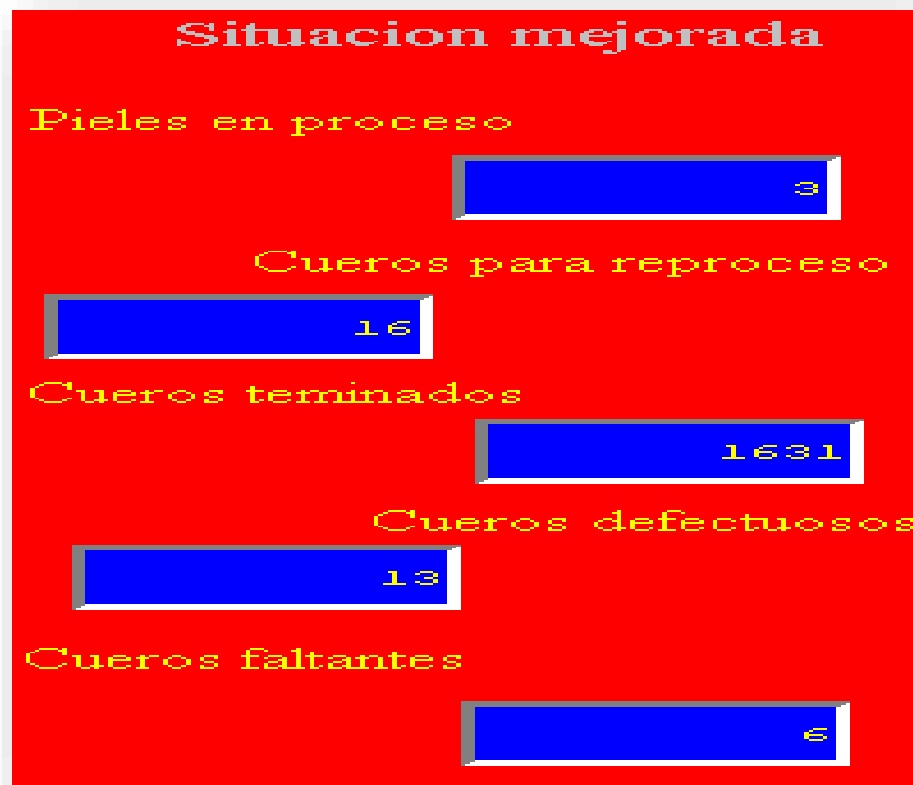 Situacion mejorada
Pieles en proceso
3
Cueros para reproceso
16
Cueros teminados
1631
Cueros defectuosos
13
Cueros faltantes
6